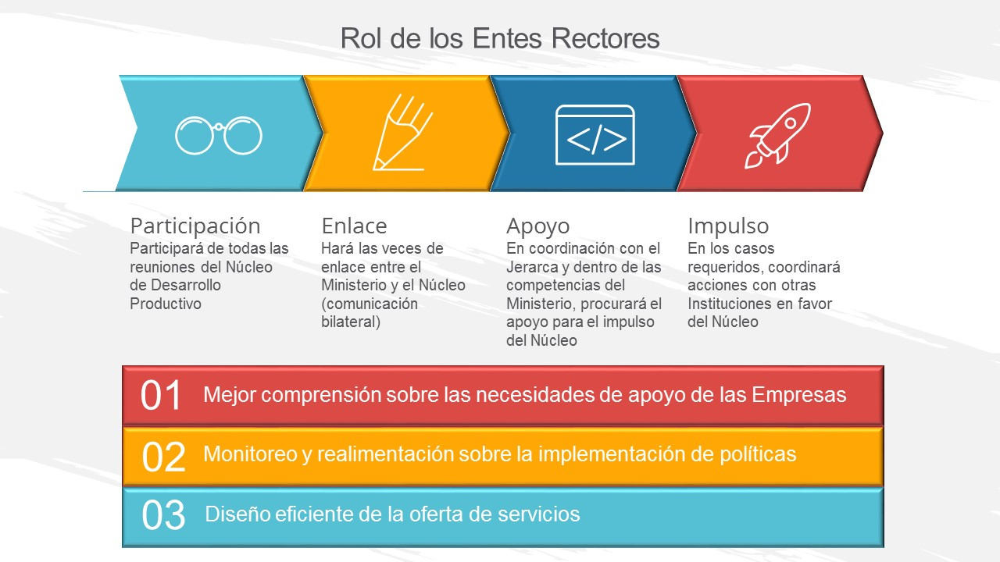 Rol de los Entes Rectores
</>
Participación
Participará de todas las
reuniones del Núcleo
de Desarrollo
Productivo
Enlace
Hará las veces de
enlace entre el
Ministerio y el Núcleo
(comunicación
bilateral)
Apoyo
En coordinación con el
Jerarca y dentro de las
competencias del
Ministerio, procurará el
apoyo para el impulso
del Núcleo
Impulso
En los casos
requeridos, coordinará
acciones con otras
Instituciones en favor
del Núcleo
01 Mejor comprensión sobre las necesidades de apoyo de las Empresas
02 Monitoreo y realimentación sobre la implementación de políticas
03 Diseño eficiente de la oferta de servicios